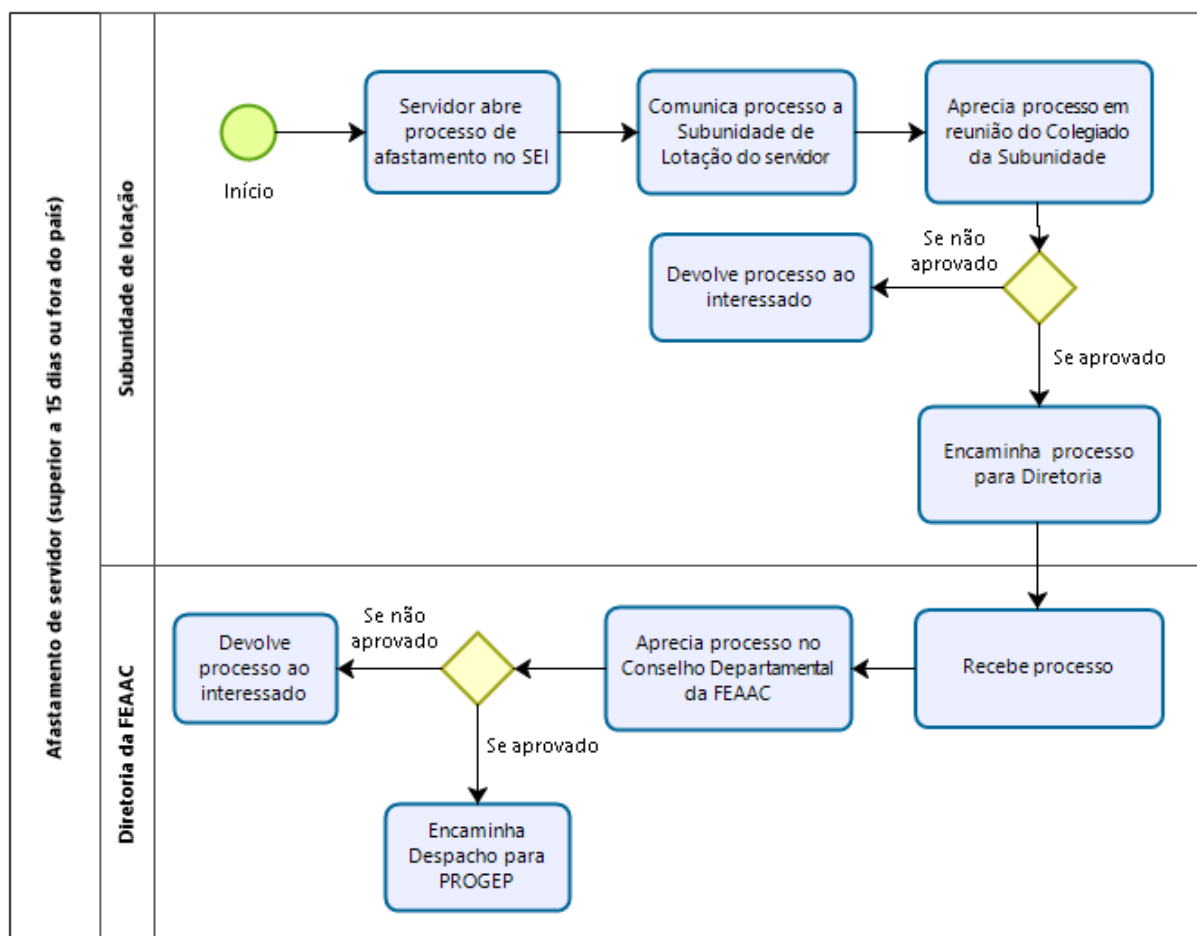 Afastamento de servidor (superior a 15 dias ou fora do país)
Subunidade de lotação
Início
Servidor abre
processo de
afastamento no SEI
Comunica processo a
Subunidade de
Lotação do servidor
Aprecia processo em
reunião do Colegiado
da Subunidade
Se não
aprovado
Devolve processo ao
interessado
Se aprovado
Encaminha processo
para Diretoria
Diretoria da FEAAC
Recebe processo
Aprecia processo no
Conselho Departamental
da FEAAC
Se não
aprovado
Devolve
processo ao
interessado
Se aprovado
Encaminha
Despacho para
PROGEP